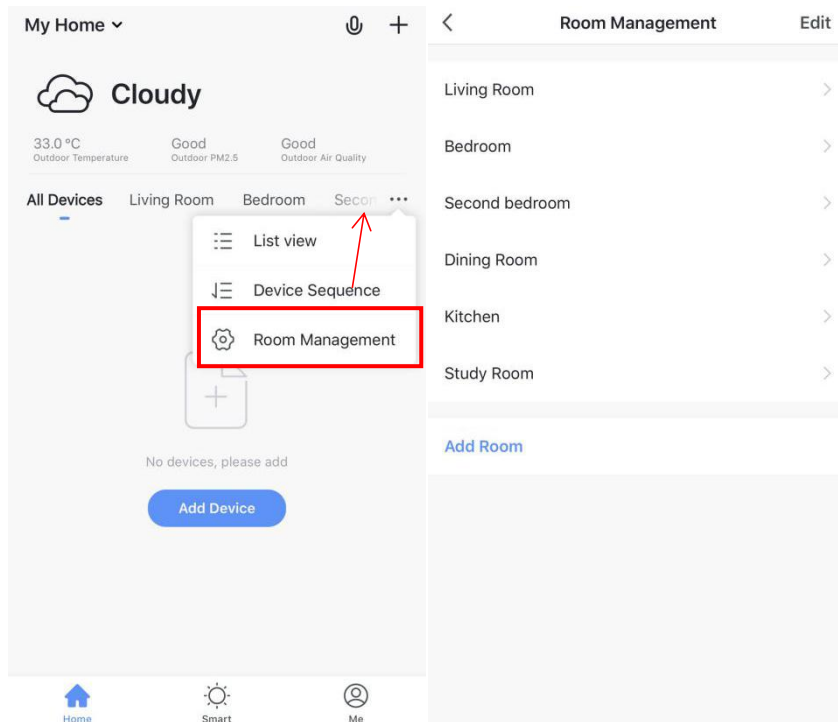 My Home
Cloudy
33.0 °C
Outdoor Temperature
Good
Outdoor PM2.5
Good
Outdoor Air Quality
All Devices Living Room Bedroom Secon
List view
Device Sequence
Room Management
No devices, please add
Add Device
Home Smart Me
Room Management Edit
Living Room
Bedroom
Second bedroom
Dining Room
Kitchen
Study Room
Add Room